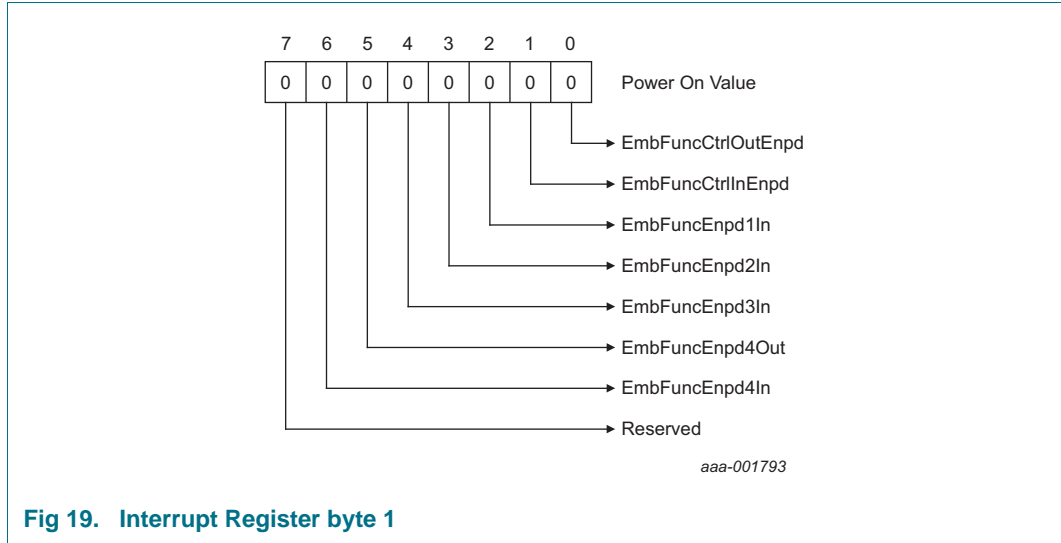 7 6 5 4 3 2 1 0
0 0 0 0 0 0 0 0 Power On Value
EmbFuncCtrlOutEnpd
EmbFuncCtrlInEnpd
EmbFuncEnpd1In
EmbFuncEnpd2In
EmbFuncEnpd3In
EmbFuncEnpd4Out
EmbFuncEnpd4In
Reserved
aaa-001793
Fig 19. Interrupt Register byte 1